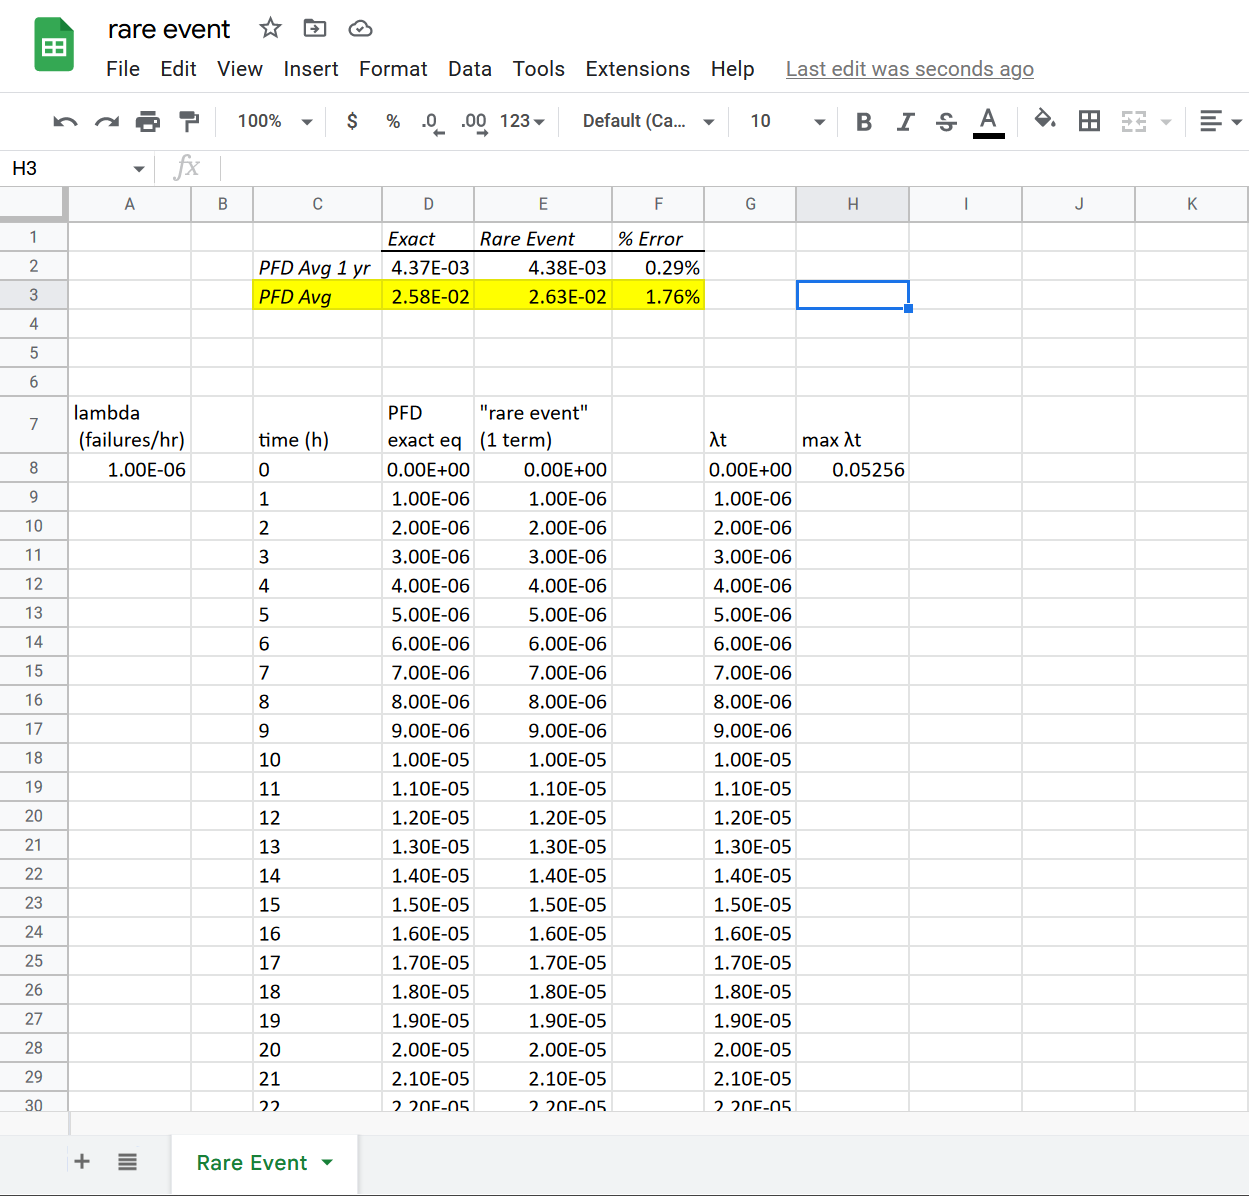 rare event
File Edit View Insert Format Data Tools Extensions Help Last edit was seconds ago
100% $ % .0 .00 123 Default (Ca... 10 B I S A
H3 fx
A B C D E F G H I J K
1 Exact Rare Event % Error
2 PFD Avg 1 yr 4.37E-03 4.38E-03 0.29%
3 PFD Avg 2.58E-02 2.63E-02 1.76%
4
5
6
lambda PFD "rare event"
7 (failures/hr) time (h) exact eq (1 term) λt max λt
8 1.00E-06 0 0.00E+00 0.00E+00 0.00E+00 0.05256
9 1 1.00E-06 1.00E-06 1.00E-06
10 2 2.00E-06 2.00E-06 2.00E-06
11 3 3.00E-06 3.00E-06 3.00E-06
12 4 4.00E-06 4.00E-06 4.00E-06
13 5 5.00E-06 5.00E-06 5.00E-06
14 6 6.00E-06 6.00E-06 6.00E-06
15 7 7.00E-06 7.00E-06 7.00E-06
16 8 8.00E-06 8.00E-06 8.00E-06
17 9 9.00E-06 9.00E-06 9.00E-06
18 10 1.00E-05 1.00E-05 1.00E-05
19 11 1.10E-05 1.10E-05 1.10E-05
20 12 1.20E-05 1.20E-05 1.20E-05
21 13 1.30E-05 1.30E-05 1.30E-05
22 14 1.40E-05 1.40E-05 1.40E-05
23 15 1.50E-05 1.50E-05 1.50E-05
24 16 1.60E-05 1.60E-05 1.60E-05
25 17 1.70E-05 1.70E-05 1.70E-05
26 18 1.80E-05 1.80E-05 1.80E-05
27 19 1.90E-05 1.90E-05 1.90E-05
28 20 2.00E-05 2.00E-05 2.00E-05
29 21 2.10E-05 2.10E-05 2.10E-05
30 22 2.20E-05 2.20E-05 2.20E-05
Rare Event